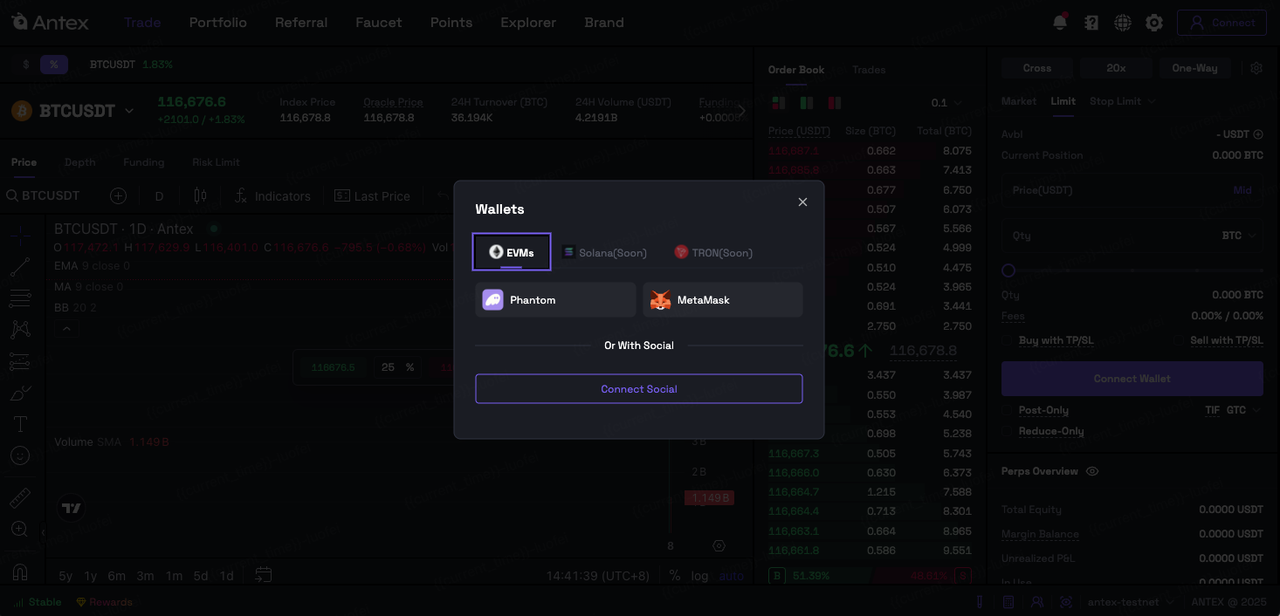 Antex Trade Portfolio Referral Faucet Points Explorer Brand Connect
$ % BTCUSDT 1.83%
BTCUSDT 116,676.6 +2101.0 / +1.83%
Index Price 116,678.8
Oracle Price 116,678.8
24H Turnover (BTC) 36.194K
24H Volume (USDT) 4.2191B
Funding +0.0008
Price Depth Funding Risk Limit
BTCUSDT D Indicators Last Price
BTCUSDT · 1D · Antex
O117,472.1 H117,629.9 L116,401.0 C116,676.6 −795.5 (−0.68%) Vol
EMA 9 close 0
MA 9 close 0
BB 20 2
116676.6 25 %
Volume SMA 1.149 B
3 B
2 B
1.149 B
8
5y 1y 6m 3m 1m 5d 1d 14:41:39 (UTC+8) % log auto
Wallets
EVMs Solana(Soon) TRON(Soon)
Phantom MetaMask
Or With Social
Connect Social
Order Book Trades
0.1
Price (USDT) Size (BTC) Total (BTC)
0.662 8.075
0.663 7.413
0.677 6.750
0.507 6.073
0.567 5.566
0.524 4.999
0.510 4.475
0.524 3.965
0.691 3.441
2.750 2.750
76.6 116,678.8
3.437 3.437
0.550 3.987
0.553 4.540
0.698 5.238
116,667.3 0.505 5.743
116,666.0 0.630 6.373
116,664.7 1.215 7.588
116,664.4 0.713 8.301
116,663.1 0.664 8.965
116,661.8 0.586 9.551
B 51.39% 48.61% S
Cross 20x One-Way
Market Limit Stop Limit
Avbl - USDT
Current Position 0.000 BTC
Price(USDT) Mid
Qty BTC
Qty 0.000 BTC
Fees 0.00% / 0.00%
Buy with TP/SL Sell with TP/SL
Connect Wallet
Post-Only TIF GTC
Reduce-Only
Perps Overview
Total Equity 0.0000 USDT
Margin Balance 0.0000 USDT
Unrealized P&L 0.0000 USDT
In Use 0.0000 USDT
Stable Rewards antex-testnet ANTEX @ 2025